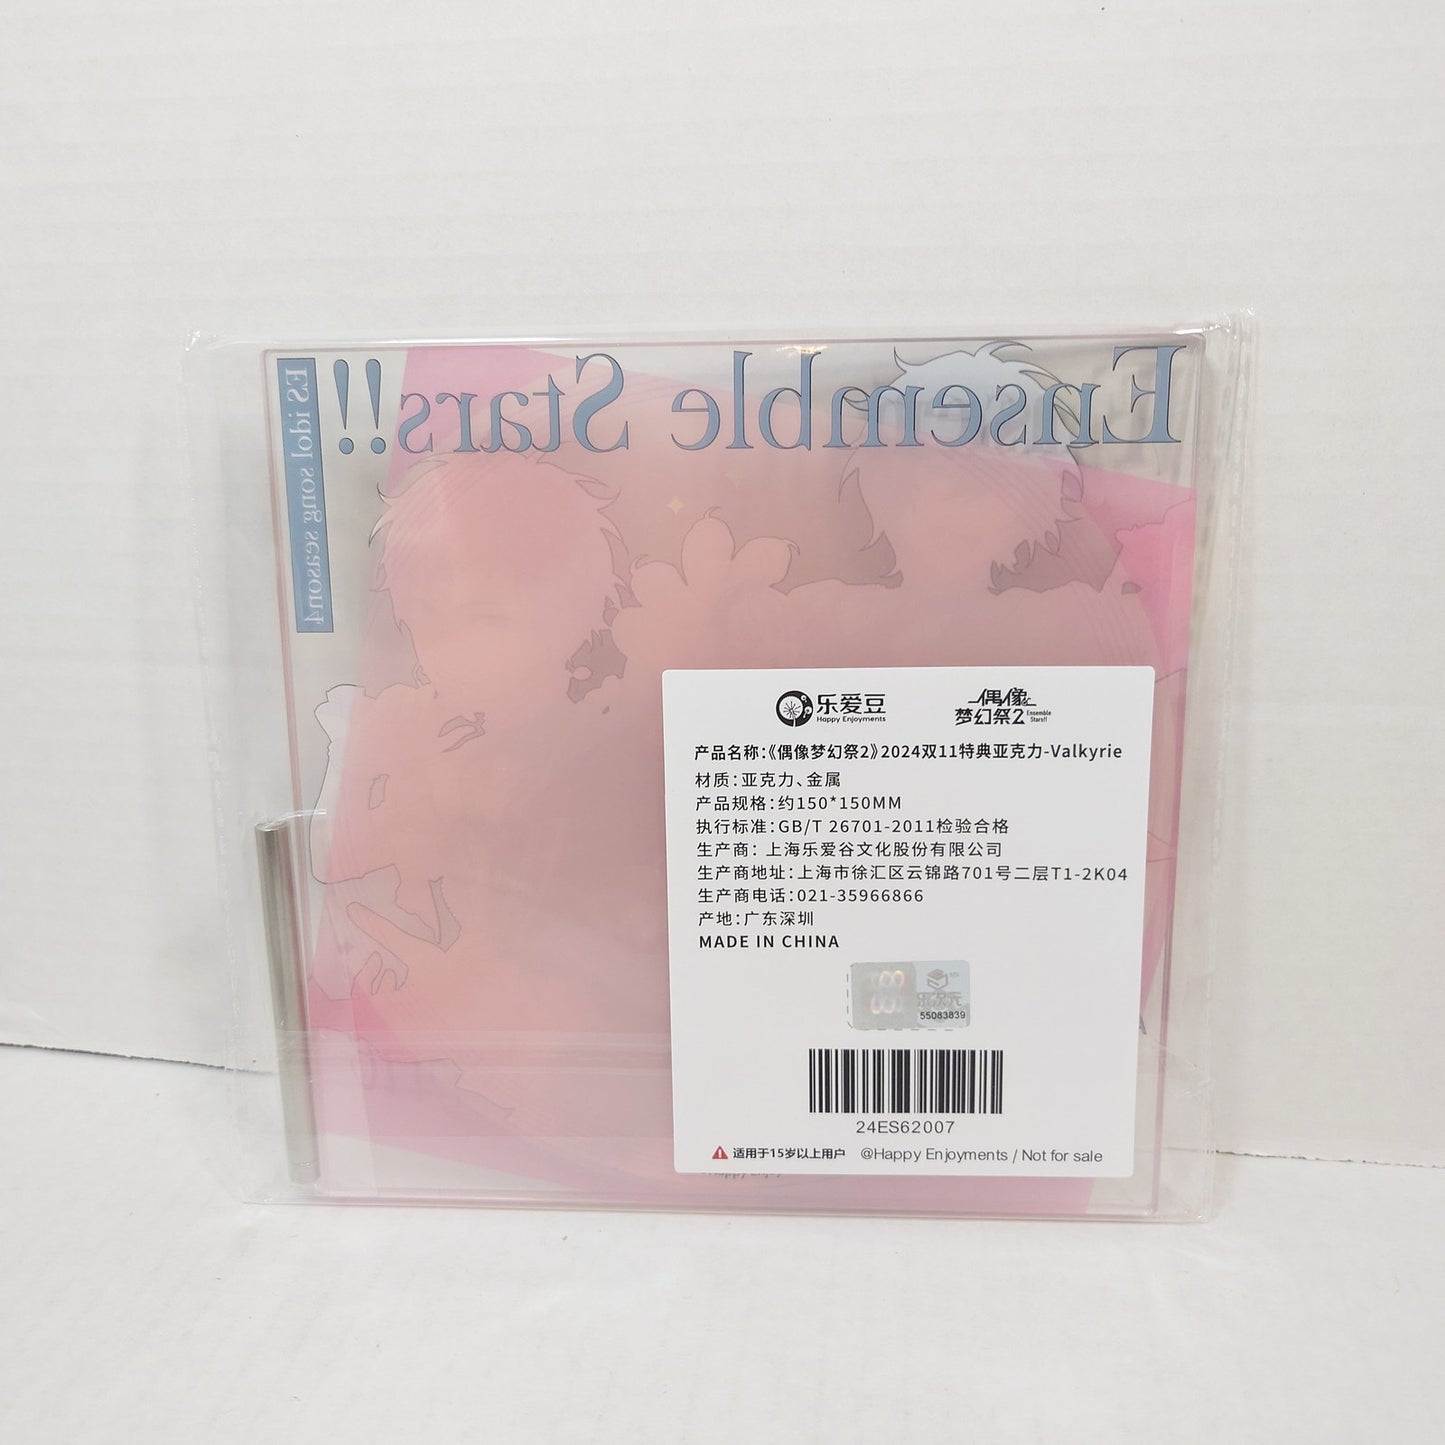 Ensemble Stars!!
ES idol song season4
乐爱豆
Happy Enjoyments
偶像
梦幻祭2
Ensemble
Stars!!
产品名称:《偶像梦幻祭2》2024双11特典亚克力-Valkyrie
材质:亚克力、金属
产品规格:约150*150MM
执行标准:GB/T 26701-2011检验合格
生产商: 上海乐爱谷文化股份有限公司
生产商地址:上海市徐汇区云锦路701号二层T1-2K04
生产商电话:021-35966866
产地:广东深圳
MADE IN CHINA
55083839
24ES62007
适用于15岁以上用户 @Happy Enjoyments / Not for sale